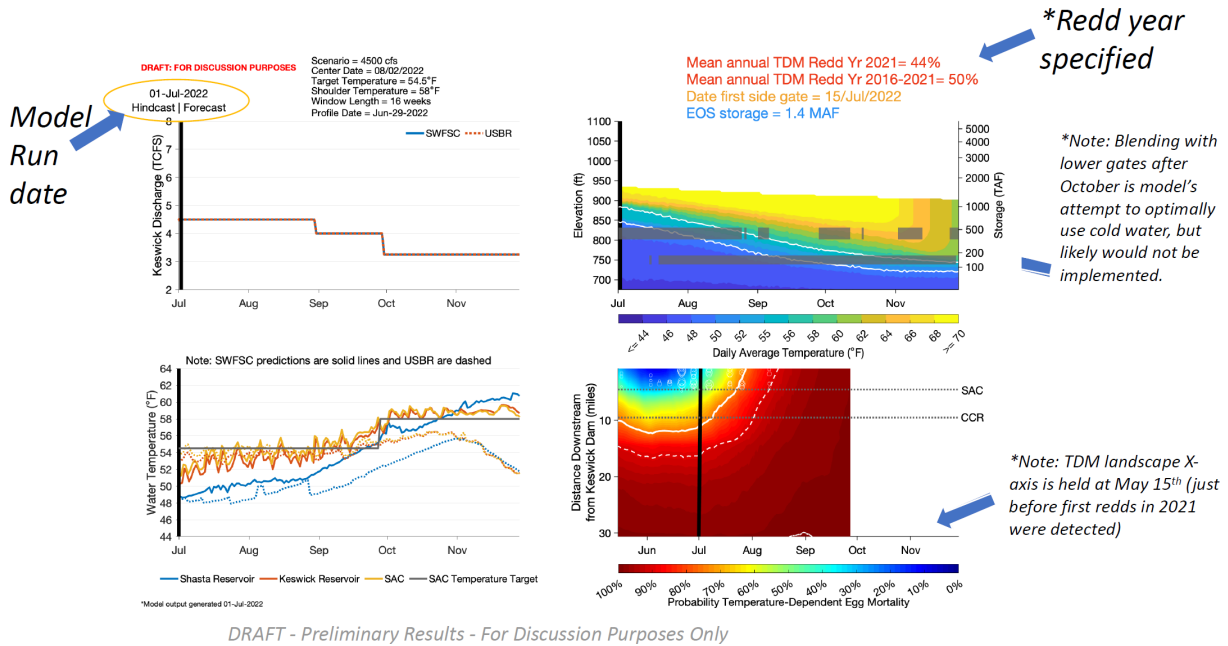 *Redd year
specified
DRAFT: FOR DISCUSSION PURPOSES
Scenario = 4500 cfs
Center Date = 08/02/2022
Target Temperature = 54.5°F
Shoulder Temperature = 58°F
Window Length = 16 weeks
Profile Date = Jun-29-2022
Mean annual TDM Redd Yr 2021= 44%
Mean annual TDM Redd Yr 2016-2021= 50%
Date first side gate = 15/Jul/2022
EOS storage = 1.4 MAF
01-Jul-2022
Hindcast | Forecast
Model
Run
date
SWFSC
USBR
Keswick Discharge (TCFS)
8
7
6
5
4
3
2
Jul
Aug
Sep
Oct
Nov
Elevation (ft)
1100
1050
1000
950
900
850
800
750
700
Storage (TAF)
5000
4000
3000
2000
1000
500
200
100
Jul
Aug
Sep
Oct
Nov
<= 44
46
48
50
52
55
56
58
60
62
64
66
68
>= 70
Daily Average Temperature (°F)
*Note: Blending with
lower gates after
October is model's
attempt to optimally
use cold water, but
likely would not be
implemented.
Note: SWFSC predictions are solid lines and USBR are dashed
Water Temperature (°F)
64
62
60
58
56
54
52
50
48
46
44
Jul
Aug
Sep
Oct
Nov
Shasta Reservoir
Keswick Reservoir
SAC
SAC Temperature Target
*Model output generated 01-Jul-2022
Distance Downstream
from Keswick Dam (miles)
10
20
30
SAC
CCR
Jun
Jul
Aug
Sep
Oct
Nov
100%
90%
80%
70%
60%
50%
40%
30%
20%
10%
0%
Probability Temperature-Dependent Egg Mortality
*Note: TDM landscape X-
axis is held at May 15th (just
before first redds in 2021
were detected)
DRAFT - Preliminary Results - For Discussion Purposes Only